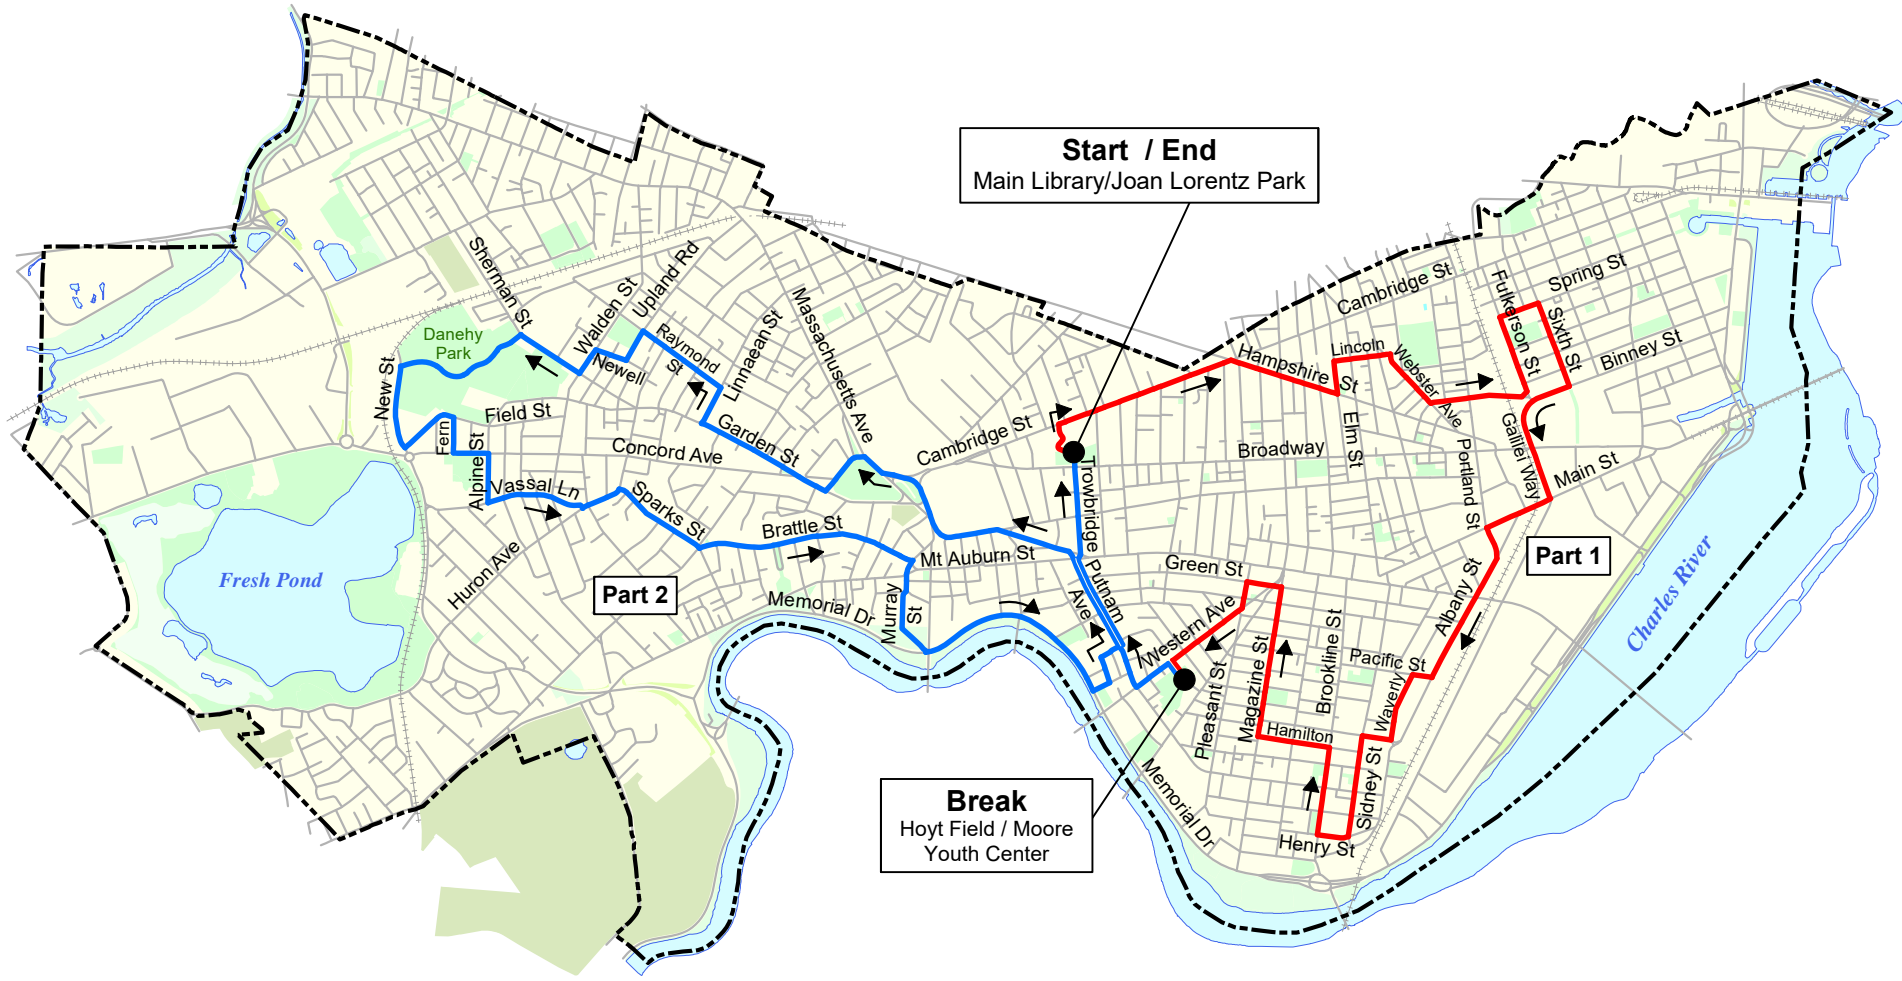 Start / End
Main Library/Joan Lorentz Park
Sherman St
Walden St
Upland Rd
Massachusetts Ave
Danehy
Park
Raymond
St
Linnaean St
Newell
New St
Field St
Fern
Concord Ave
Garden St
Alpine St
Vassal Ln
Sparks St
Brattle St
Huron Ave
Fresh Pond
Part 2
Memorial Dr
Murray
St
Mt Auburn St
Cambridge St
Trowbridge
Putnam
Ave
Western Ave
Green St
Pleasant St
Magazine St
Hamilton
Brookline St
Pacific St
Waverly
Sidney St
Henry St
Memorial Dr
Break
Hoyt Field / Moore
Youth Center
Albany St
Part 1
Charles River
Main St
Galilei Way
Portland St
Broadway
Elm St
Hampshire St
Lincoln
Webster Ave
Cambridge St
Fulkerson St
Sixth St
Spring St
Binney St